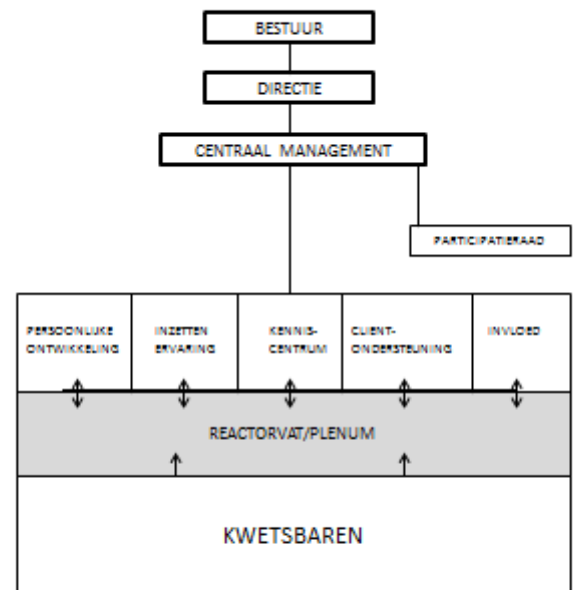 BESTUUR
DIRECTIE
CENTRAAL MANAGEMENT
PARTICIPATIERAAD
PERSOONLIJKE
ONTWIKKELING
INZETTEN
ERVARING
KENNIS-
CENTRUM
CLIENT-
ONDERSTEUNING
INVLOED
REACTORVAT/PLENUM
KWETSBAREN